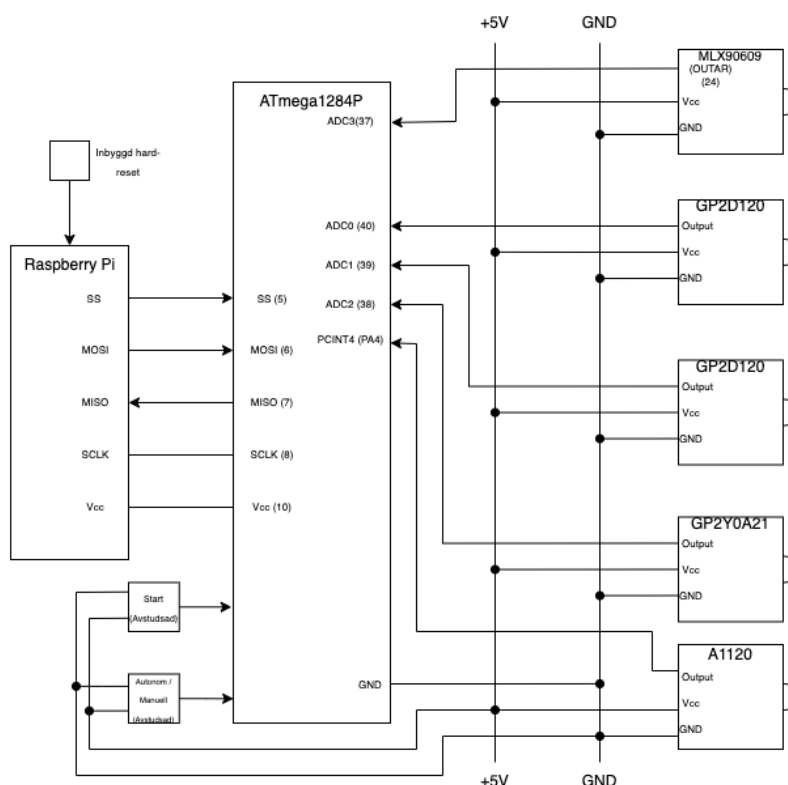 +5V
GND
MLX90609
(OUTAR)
(24)
Vcc
GND
ATmega1284P
ADC3(37)
Inbyggd hard-
reset
GP2D120
Output
Vcc
GND
ADC0 (40)
ADC1 (39)
ADC2 (38)
PCINT4 (PA4)
Raspberry Pi
SS
SS (5)
MOSI
MOSI (6)
MISO
MISO (7)
SCLK
SCLK (8)
Vcc
Vcc (10)
GP2D120
Output
Vcc
GND
GP2Y0A21
Output
Vcc
GND
Start
(Avstudsad)
Autonom /
Manuell
(Avstudsad)
GND
A1120
Output
Vcc
GND
+5V
GND